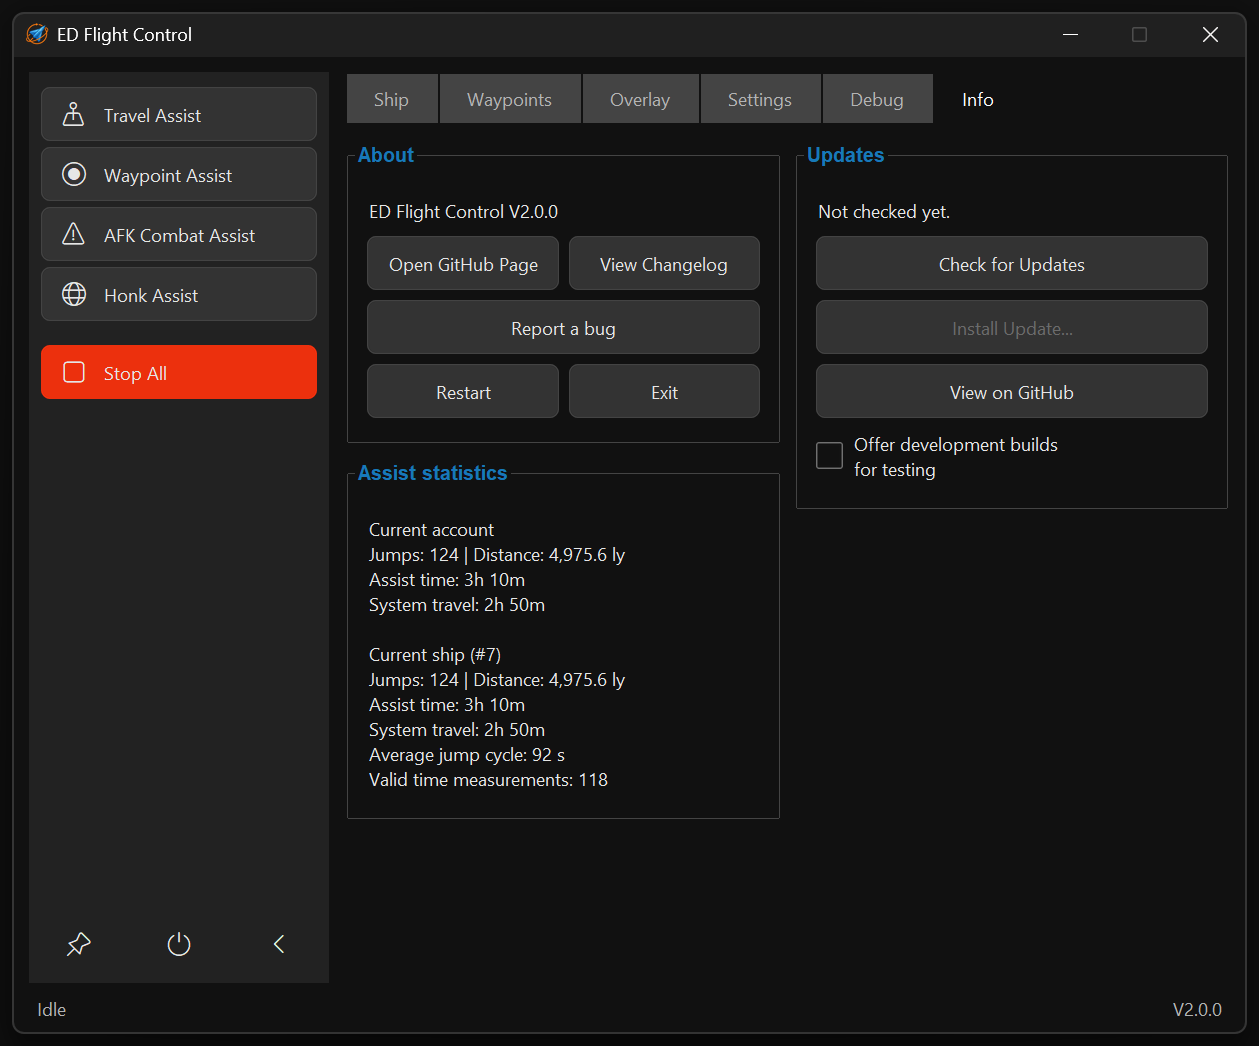 ED Flight Control
Travel Assist
Waypoint Assist
AFK Combat Assist
Honk Assist
Stop All
Ship
Waypoints
Overlay
Settings
Debug
Info
About
ED Flight Control V2.0.0
Open GitHub Page
View Changelog
Report a bug
Restart
Exit
Assist statistics
Current account
Jumps: 124 | Distance: 4,975.6 ly
Assist time: 3h 10m
System travel: 2h 50m
Current ship (#7)
Jumps: 124 | Distance: 4,975.6 ly
Assist time: 3h 10m
System travel: 2h 50m
Average jump cycle: 92 s
Valid time measurements: 118
Updates
Not checked yet.
Check for Updates
Install Update...
View on GitHub
Offer development builds
for testing
Idle
V2.0.0